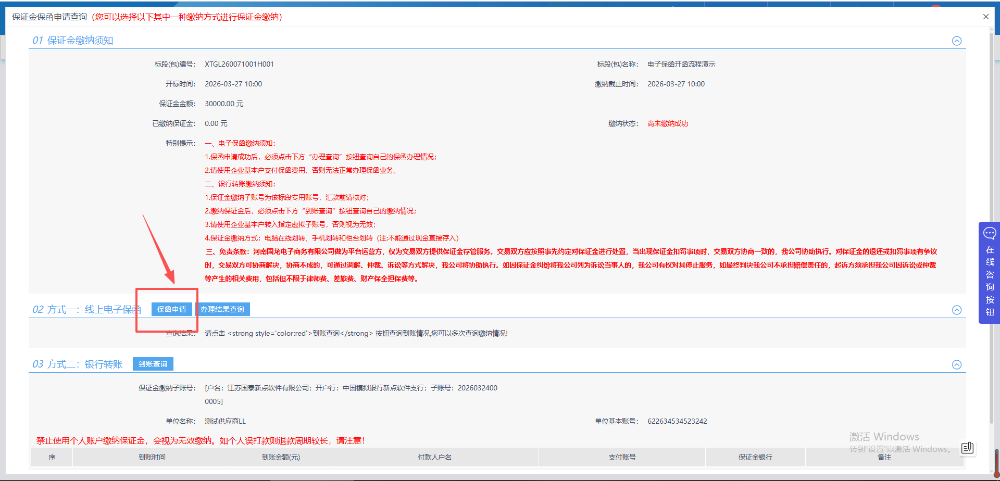 保证金保函申请查询 (您可以选择以下其中一种缴纳方式进行保证金缴纳)
01 保证金缴纳须知
标段(包)编号： XTGL260071001H001 标段(包)名称： 电子保函开函流程演示
开标时间： 2026-03-27 10:00 缴纳截止时间： 2026-03-27 10:00
保证金金额： 30000.00 元
已缴纳保证金： 0.00 元 缴纳状态： 尚未缴纳成功
特别提示： 一、电子保函缴纳须知：
1.保函申请成功后，必须点击下方“办理查询”按钮查询自己的保函办理情况；
2.请使用企业基本户支付保函费用，否则无法正常办理保函业务。
二、银行转账缴纳须知：
1.保证金缴纳子账号为该标段专用账号，汇款前请核对；
2.缴纳保证金后，必须点击下方“到账查询”按钮查询自己的缴纳情况；
3.请使用企业基本户转入指定虚拟子账号，否则视为无效；
4.保证金缴纳方式：电脑在线划转、手机划转和柜台划转（注:不能通过现金直接存入）
三、免责条款：河南国龙电子商务有限公司做为平台运营方，仅为交易双方提供保证金存管服务。交易双方应按照事先约定对保证金进行处置，当出现保证金扣罚事项时，交易双方协商一致的，我公司协助执行。对保证金的退还或扣罚事项有争议
时，交易双方可协商解决，协商不成的，可通过调解、仲裁、诉讼等方式解决，我公司将协助执行。如因保证金纠纷将我公司列为诉讼当事人的，我公司有权对其停止服务，如最终判决我公司不承担赔偿责任的，起诉方须承担我公司因诉讼或仲裁
等产生的相关费用，包括但不限于律师费、差旅费、财产保全担保费等。
02 方式一：线上电子保函 保函申请 办理结果查询
查询结果： 请点击 <strong style='color:red'>到账查询</strong> 按钮查询到账情况,您可以多次查询缴纳情况!
03 方式二：银行转账 到账查询
保证金缴纳子账号： [户名：江苏国泰新点软件有限公司；开户行：中国模拟银行新点软件支行；子账号：2026032400
0005]
单位名称： 测试供应商LL 单位基本账号： 622634534523242
禁止使用个人账户缴纳保证金，会视为无效缴纳。如个人误打款则退款周期较长，请注意！
序 到账时间 到账金额(元) 付款人户名 支付账号 保证金银行 备注
在线咨询按钮
激活 Windows
转到“设置”以激活 Windows。